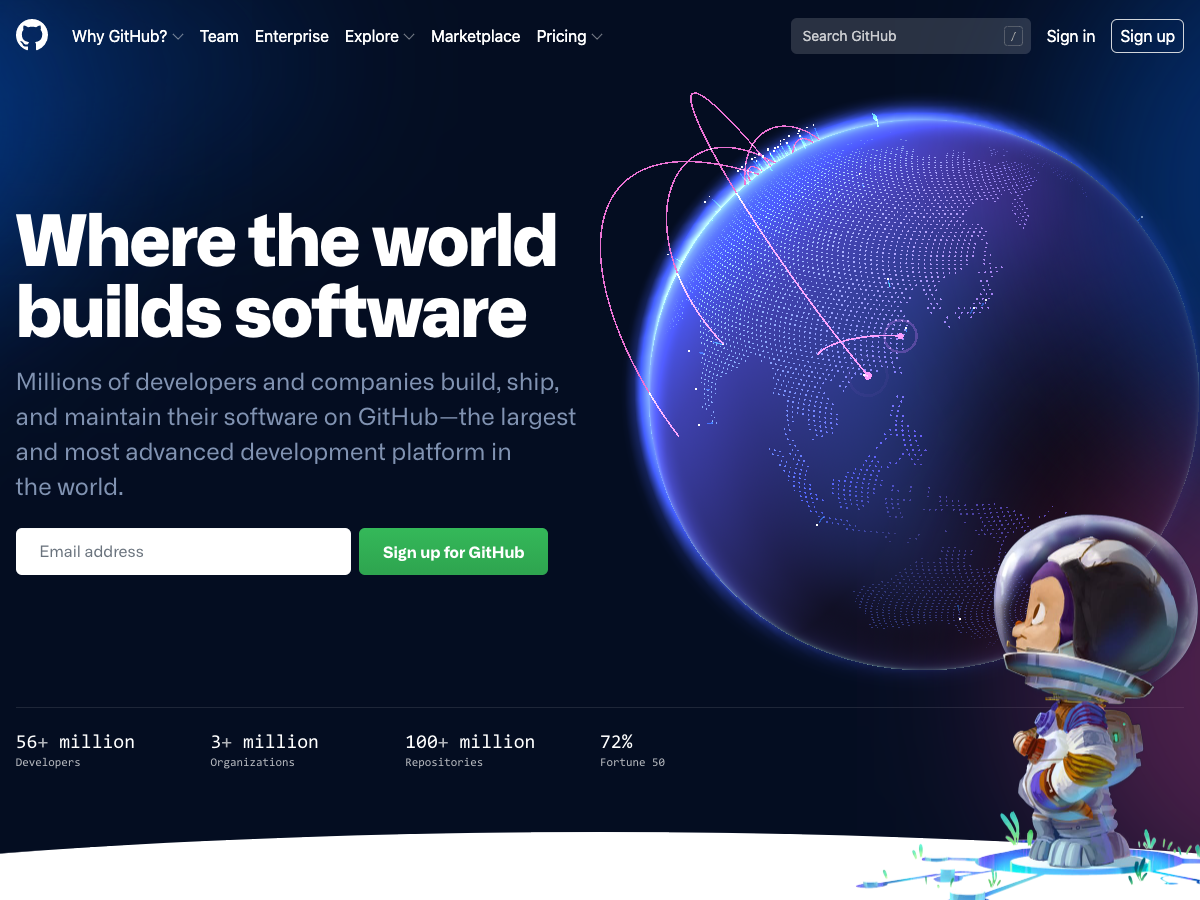 Why GitHub? Team Enterprise Explore Marketplace Pricing Search GitHub / Sign in Sign up
Where the world
builds software
Millions of developers and companies build, ship,
and maintain their software on GitHub—the largest
and most advanced development platform in
the world.
Email address Sign up for GitHub
56+ million 3+ million 100+ million 72%
Developers Organizations Repositories Fortune 50